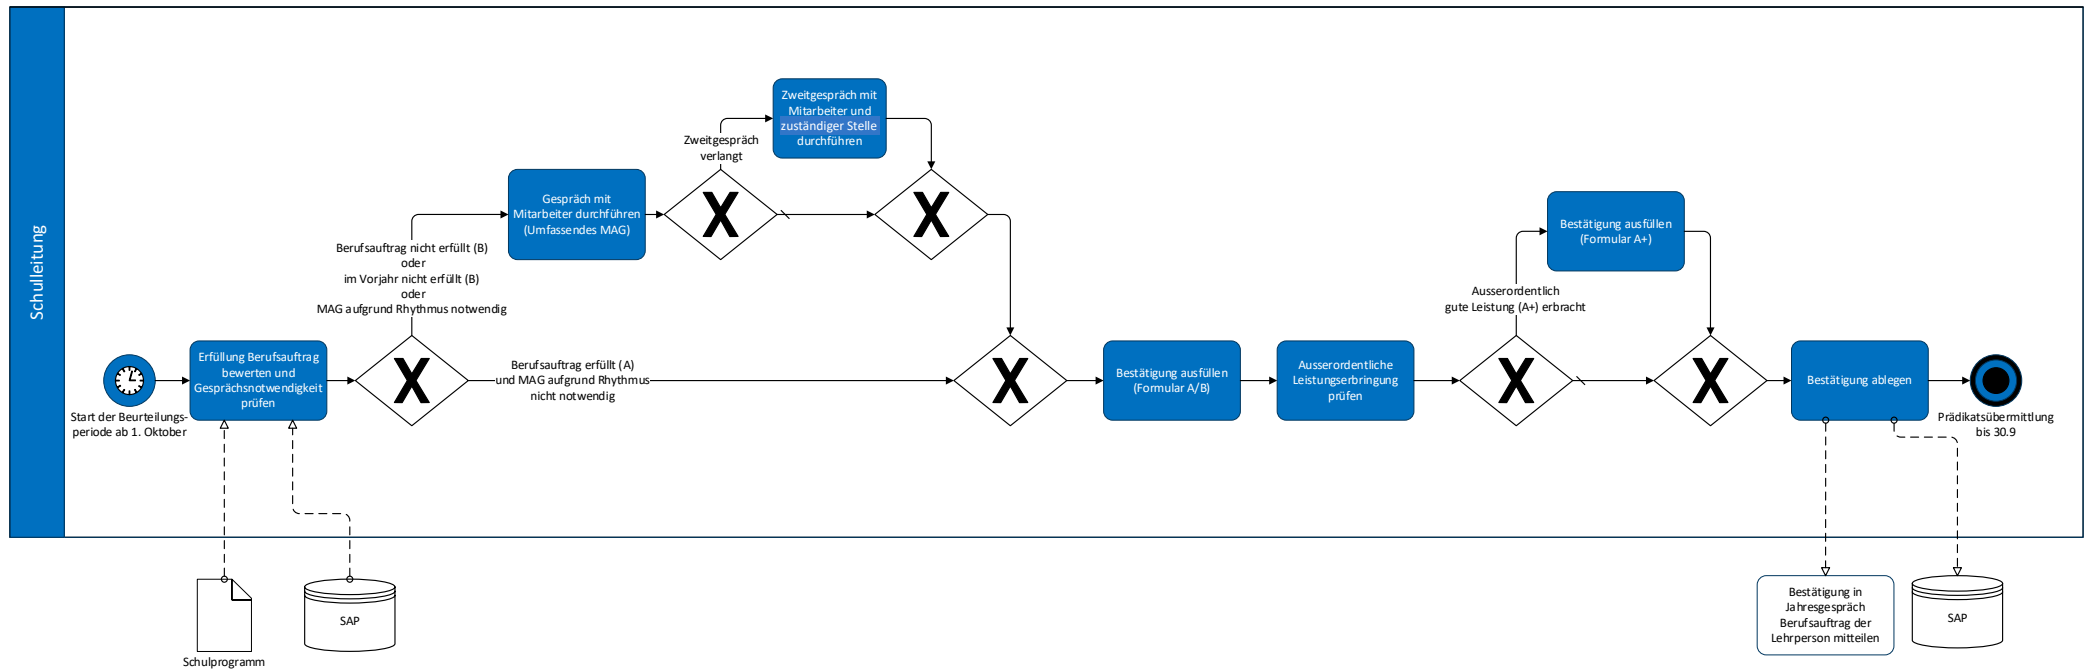 Schulleitung
Zweitgespräch mit
Mitarbeiter und
zuständiger Stelle
durchführen
Zweitgespräch
verlangt
Gespräch mit
Mitarbeiter durchführen
(Umfassendes MAG)
X
X
Bestätigung ausfüllen
(Formular A+)
Berufsauftrag nicht erfüllt (B)
oder
im Vorjahr nicht erfüllt (B)
oder
MAG aufgrund Rhythmus notwendig
Ausserordentlich
gute Leistung (A+) erbracht
Start der Beurteilungs-
periode ab 1. Oktober
Erfüllung Berufsauftrag
bewerten und
Gesprächsnotwendigkeit
prüfen
X
Berufsauftrag erfüllt (A)
und MAG aufgrund Rhythmus
nicht notwendig
X
Bestätigung ausfüllen
(Formular A/B)
Ausserordentliche
Leistungserbringung
prüfen
X
X
Bestätigung ablegen
Prädikatsübermittlung
bis 30.9
Schulprogramm
SAP
Bestätigung in
Jahresgespräch
Berufsauftrag der
Lehrperson mitteilen
SAP